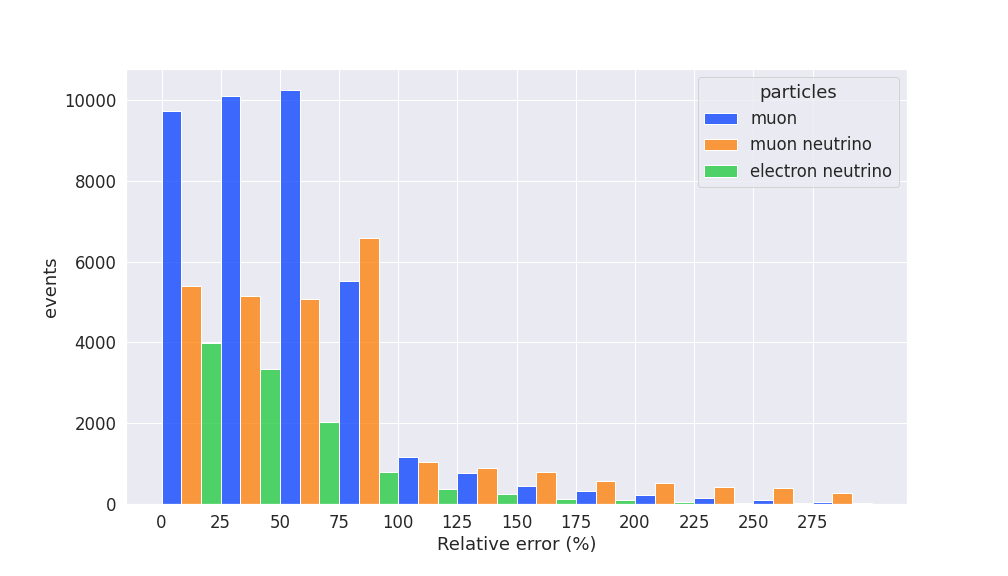 particles
muon
muon neutrino
electron neutrino
events
10000
8000
6000
4000
2000
0
0 25 50 75 100 125 150 175 200 225 250 275
Relative error (%)